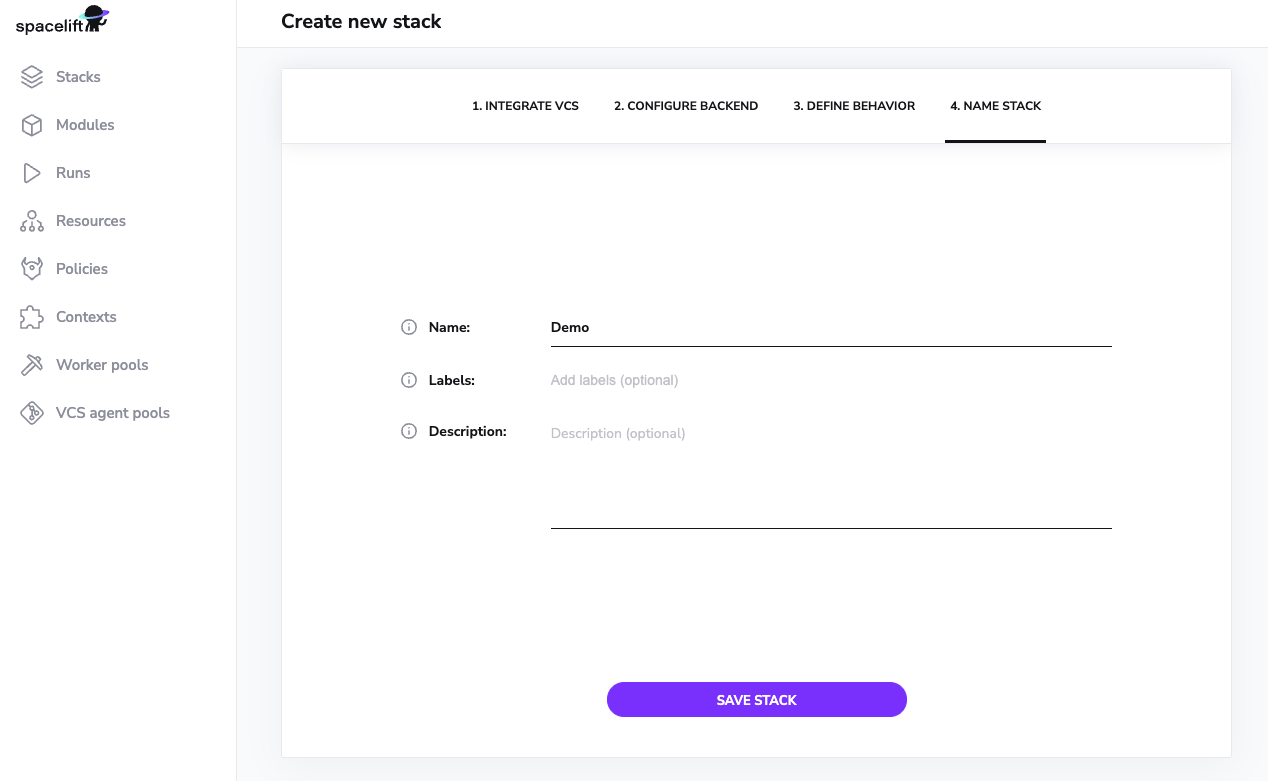 spacelift
Create new stack
Stacks
Modules
Runs
Resources
Policies
Contexts
Worker pools
VCS agent pools
1. INTEGRATE VCS
2. CONFIGURE BACKEND
3. DEFINE BEHAVIOR
4. NAME STACK
Name: Demo
Labels: Add labels (optional)
Description: Description (optional)
SAVE STACK